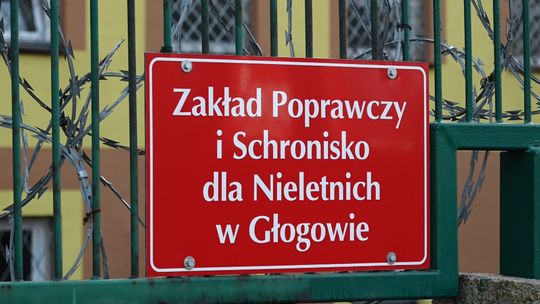 Zakład Poprawczy
i Schronisko
dla Nieletnich
w Głogowie